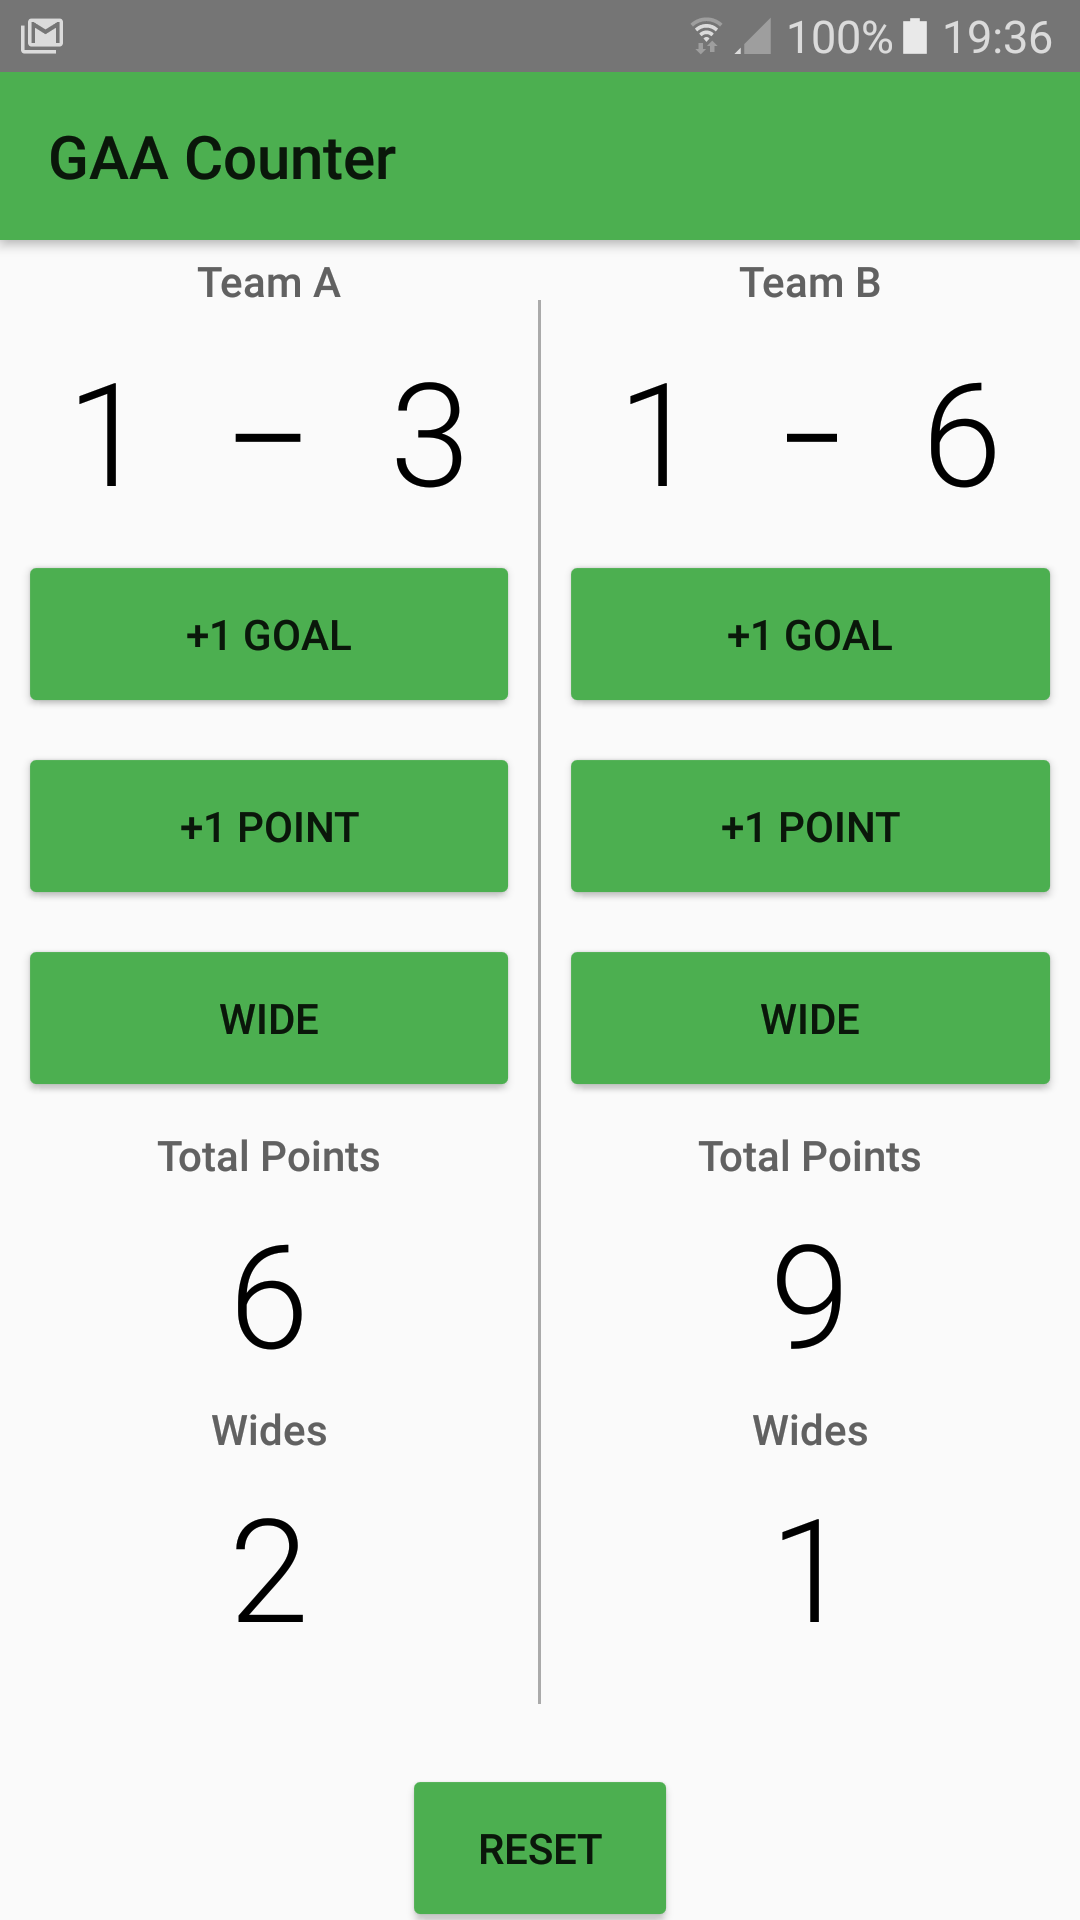 100% 19:36
GAA Counter
Team A Team B
1 – 3 1 - 6
+1 GOAL +1 GOAL
+1 POINT +1 POINT
WIDE WIDE
Total Points Total Points
6 9
Wides Wides
2 1
RESET